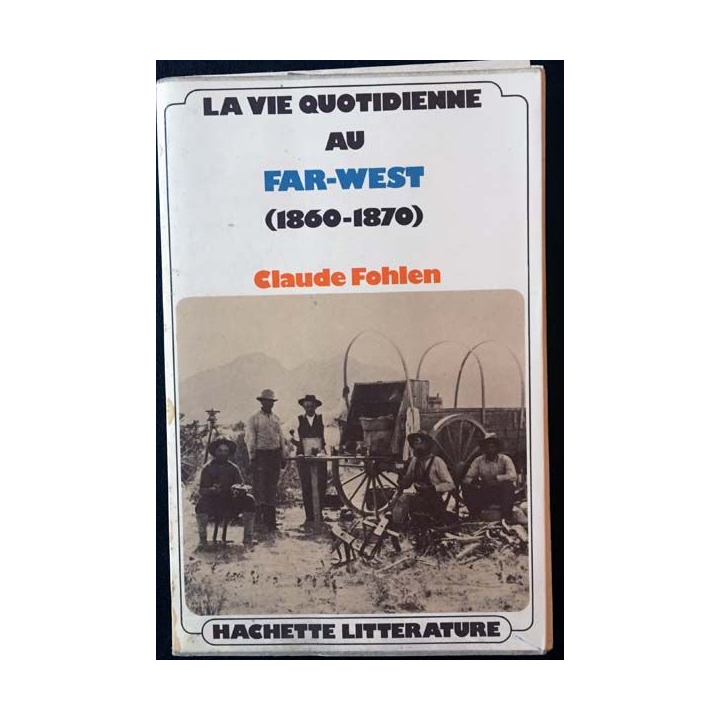 LA VIE QUOTIDIENNE
AU
FAR-WEST
(1860-1870)
Claude Fohlen
HACHETTE LITTERATURE